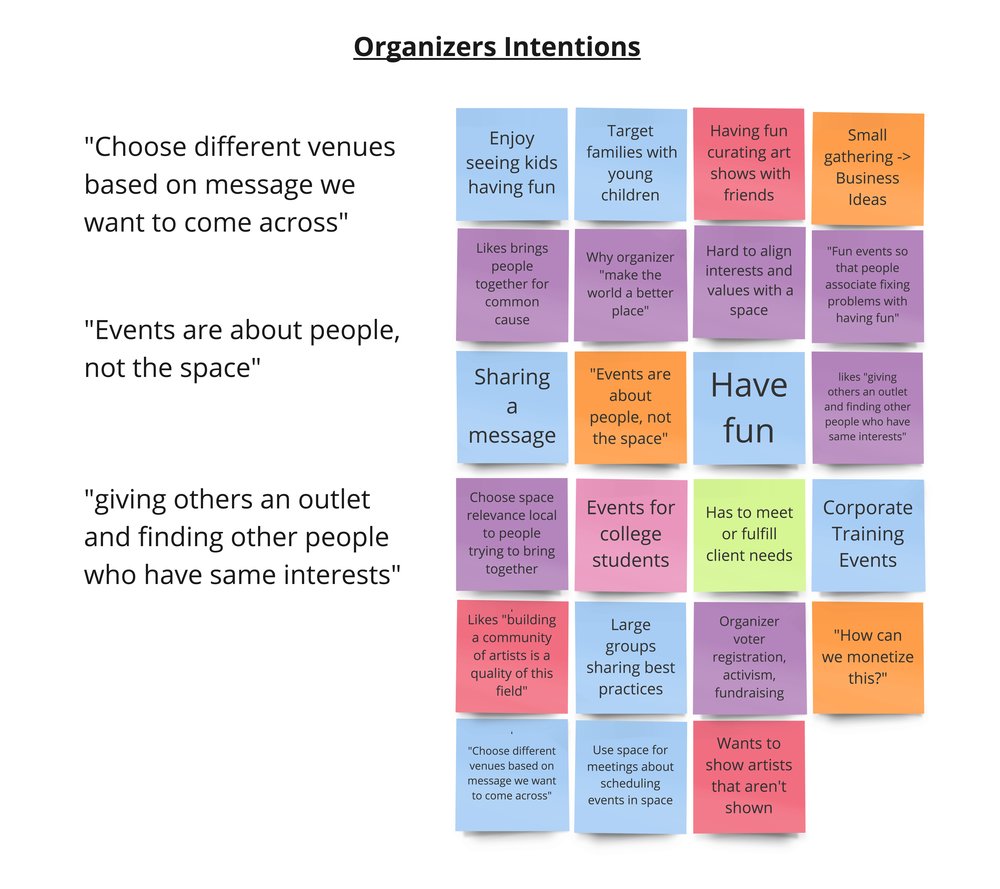 Organizers Intentions
"Choose different venues
based on message we
want to come across"
"Events are about people,
not the space"
"giving others an outlet
and finding other people
who have same interests"
Enjoy
seeing kids
having fun
Target
families with
young
children
Having fun
curating art
shows with
friends
Small
gathering ->
Business
Ideas
Likes brings
people
together for
common
cause
Why organizer
"make the
world a better
place"
Hard to align
interests and
values with a
space
"Fun events so
that people
associate fixing
problems with
having fun"
Sharing
a
message
"Events are
about
people, not
the space"
Have
fun
likes "giving
others an outlet
and finding other
people who have
same interests"
Choose space
relevance local
to people
trying to bring
together
Events for
college
students
Has to meet
or fulfill
client needs
Corporate
Training
Events
Likes "building
a community
of artists is a
quality of this
field"
Large
groups
sharing best
practices
Organizer
voter
registration,
activism,
fundraising
"How can
we monetize
this?"
"Choose different
venues based on
message we want
to come across"
Use space for
meetings about
scheduling
events in space
Wants to
show artists
that aren't
shown